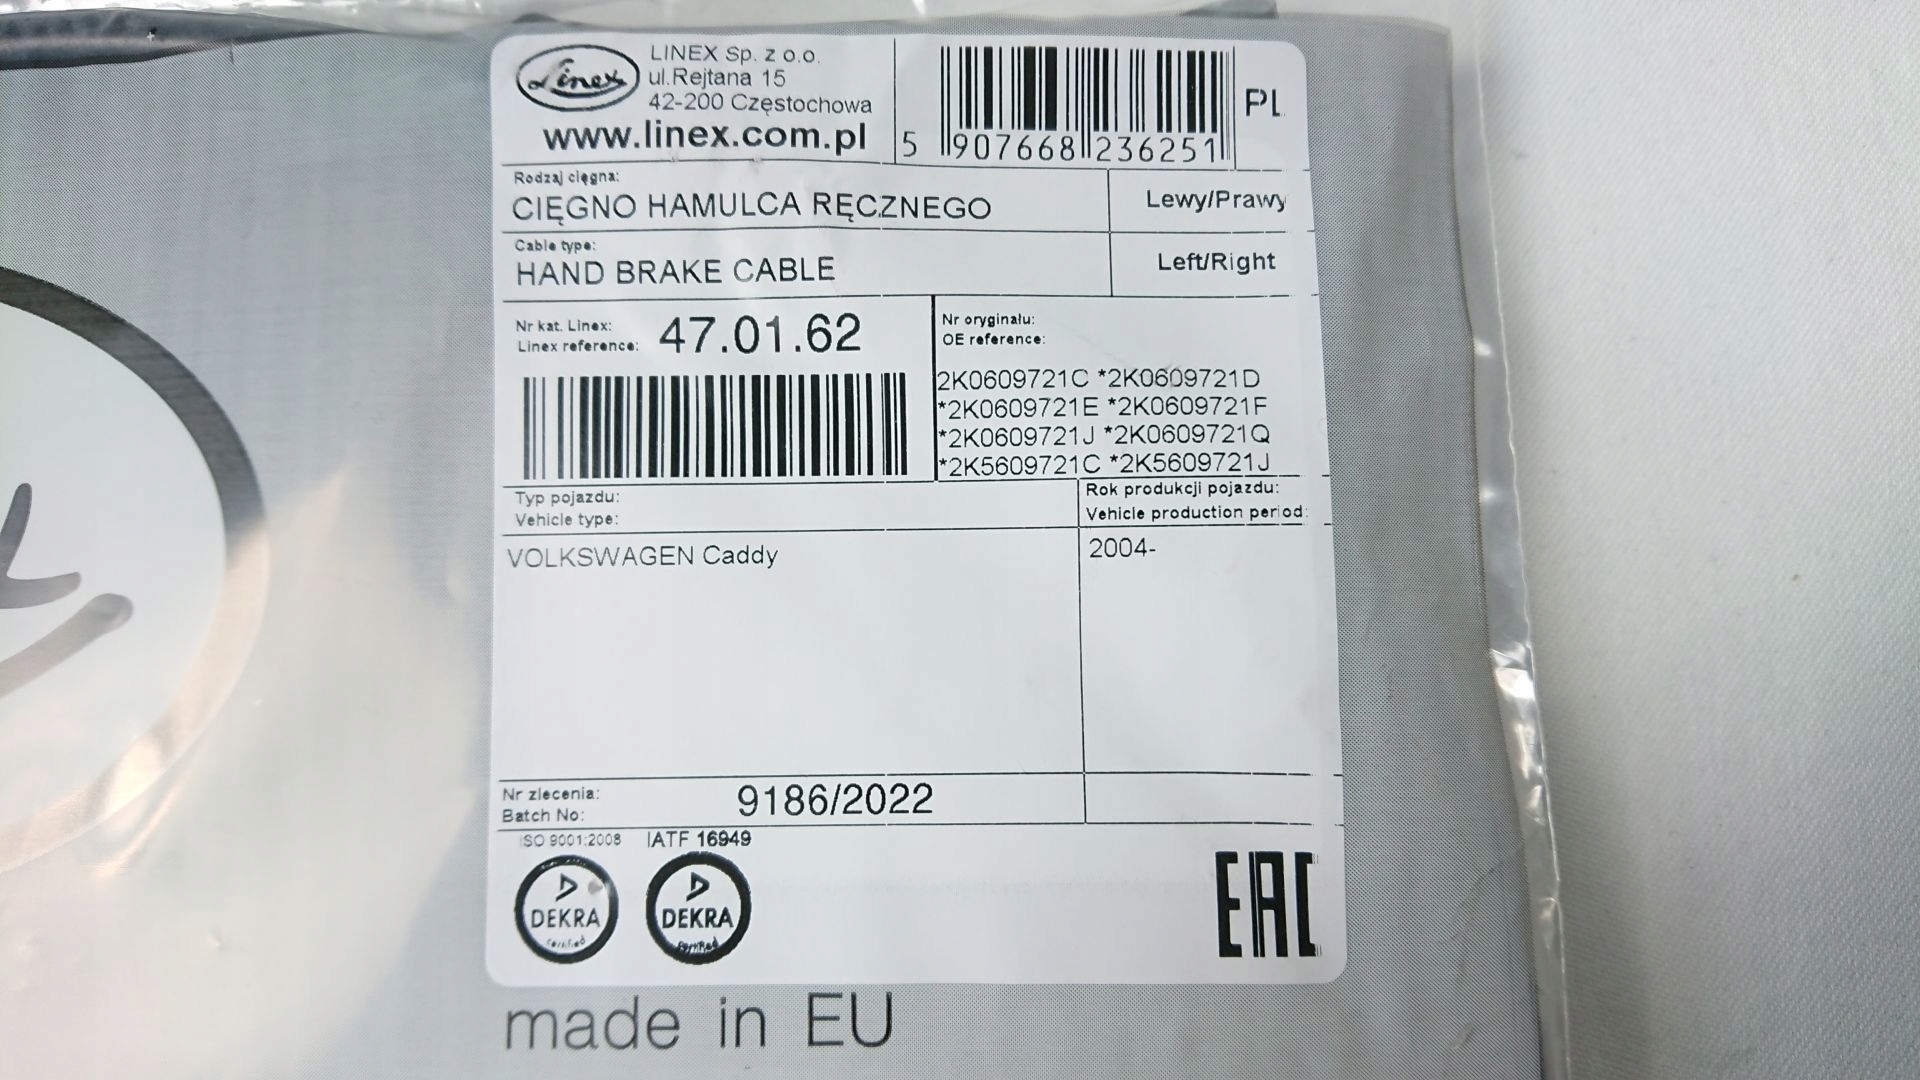 Linex
LINEX Sp. z o.o.
ul.Rejtana 15
42-200 Częstochowa
www.linex.com.pl
5 907668 236251
PL
Rodzaj cięgna:
CIĘGNO HAMULCA RĘCZNEGO
Lewy/Prawy
Cable type:
HAND BRAKE CABLE
Left/Right
Nr kat. Linex:
Linex reference:
47.01.62
Nr oryginału:
OE reference:
2K0609721C *2K0609721D
*2K0609721E *2K0609721F
*2K0609721J *2K0609721Q
*2K5609721C *2K5609721J
Typ pojazdu:
Vehicle type:
Rok produkcji pojazdu:
Vehicle production period:
VOLKSWAGEN Caddy
2004-
Nr zlecenia:
Batch No:
9186/2022
ISO 9001:2008
IATF 16949
DEKRA
certified
DEKRA
certified
EAC
made in EU